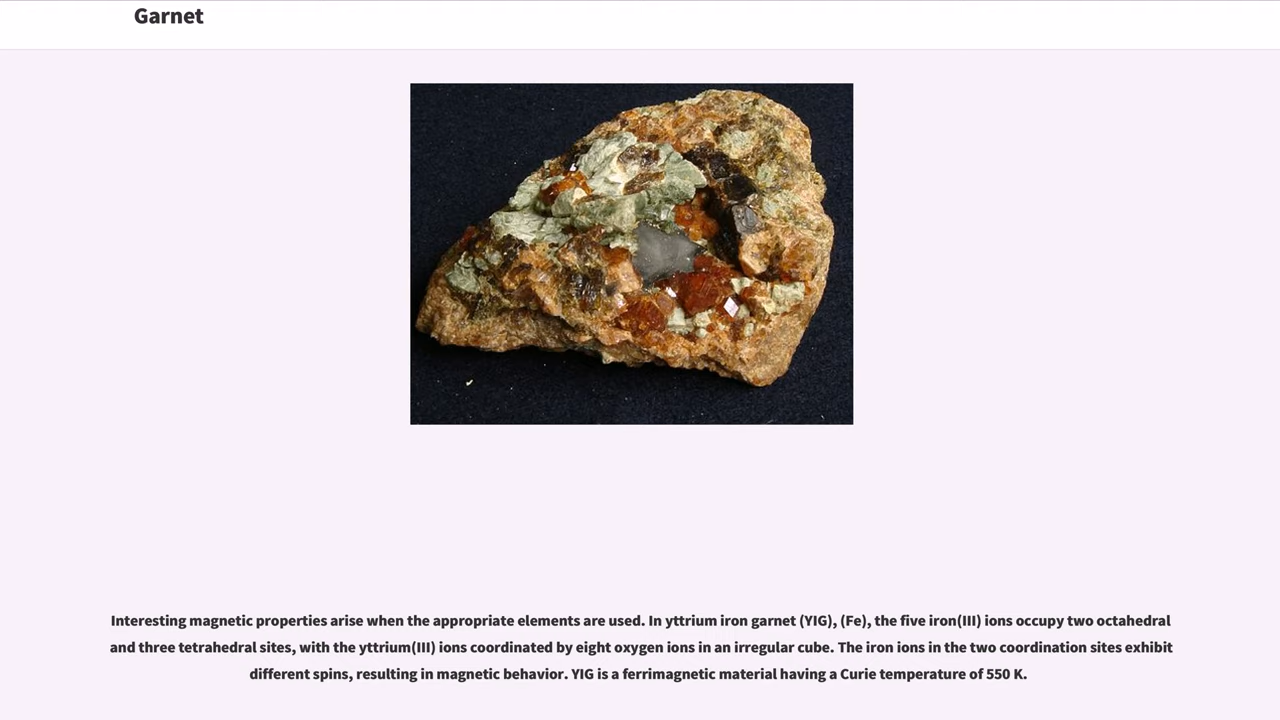 Garnet
Interesting magnetic properties arise when the appropriate elements are used. In yttrium iron garnet (YIG), (Fe), the five iron(III) ions occupy two octahedral
and three tetrahedral sites, with the yttrium(III) ions coordinated by eight oxygen ions in an irregular cube. The iron ions in the two coordination sites exhibit
different spins, resulting in magnetic behavior. YIG is a ferrimagnetic material having a Curie temperature of 550 K.